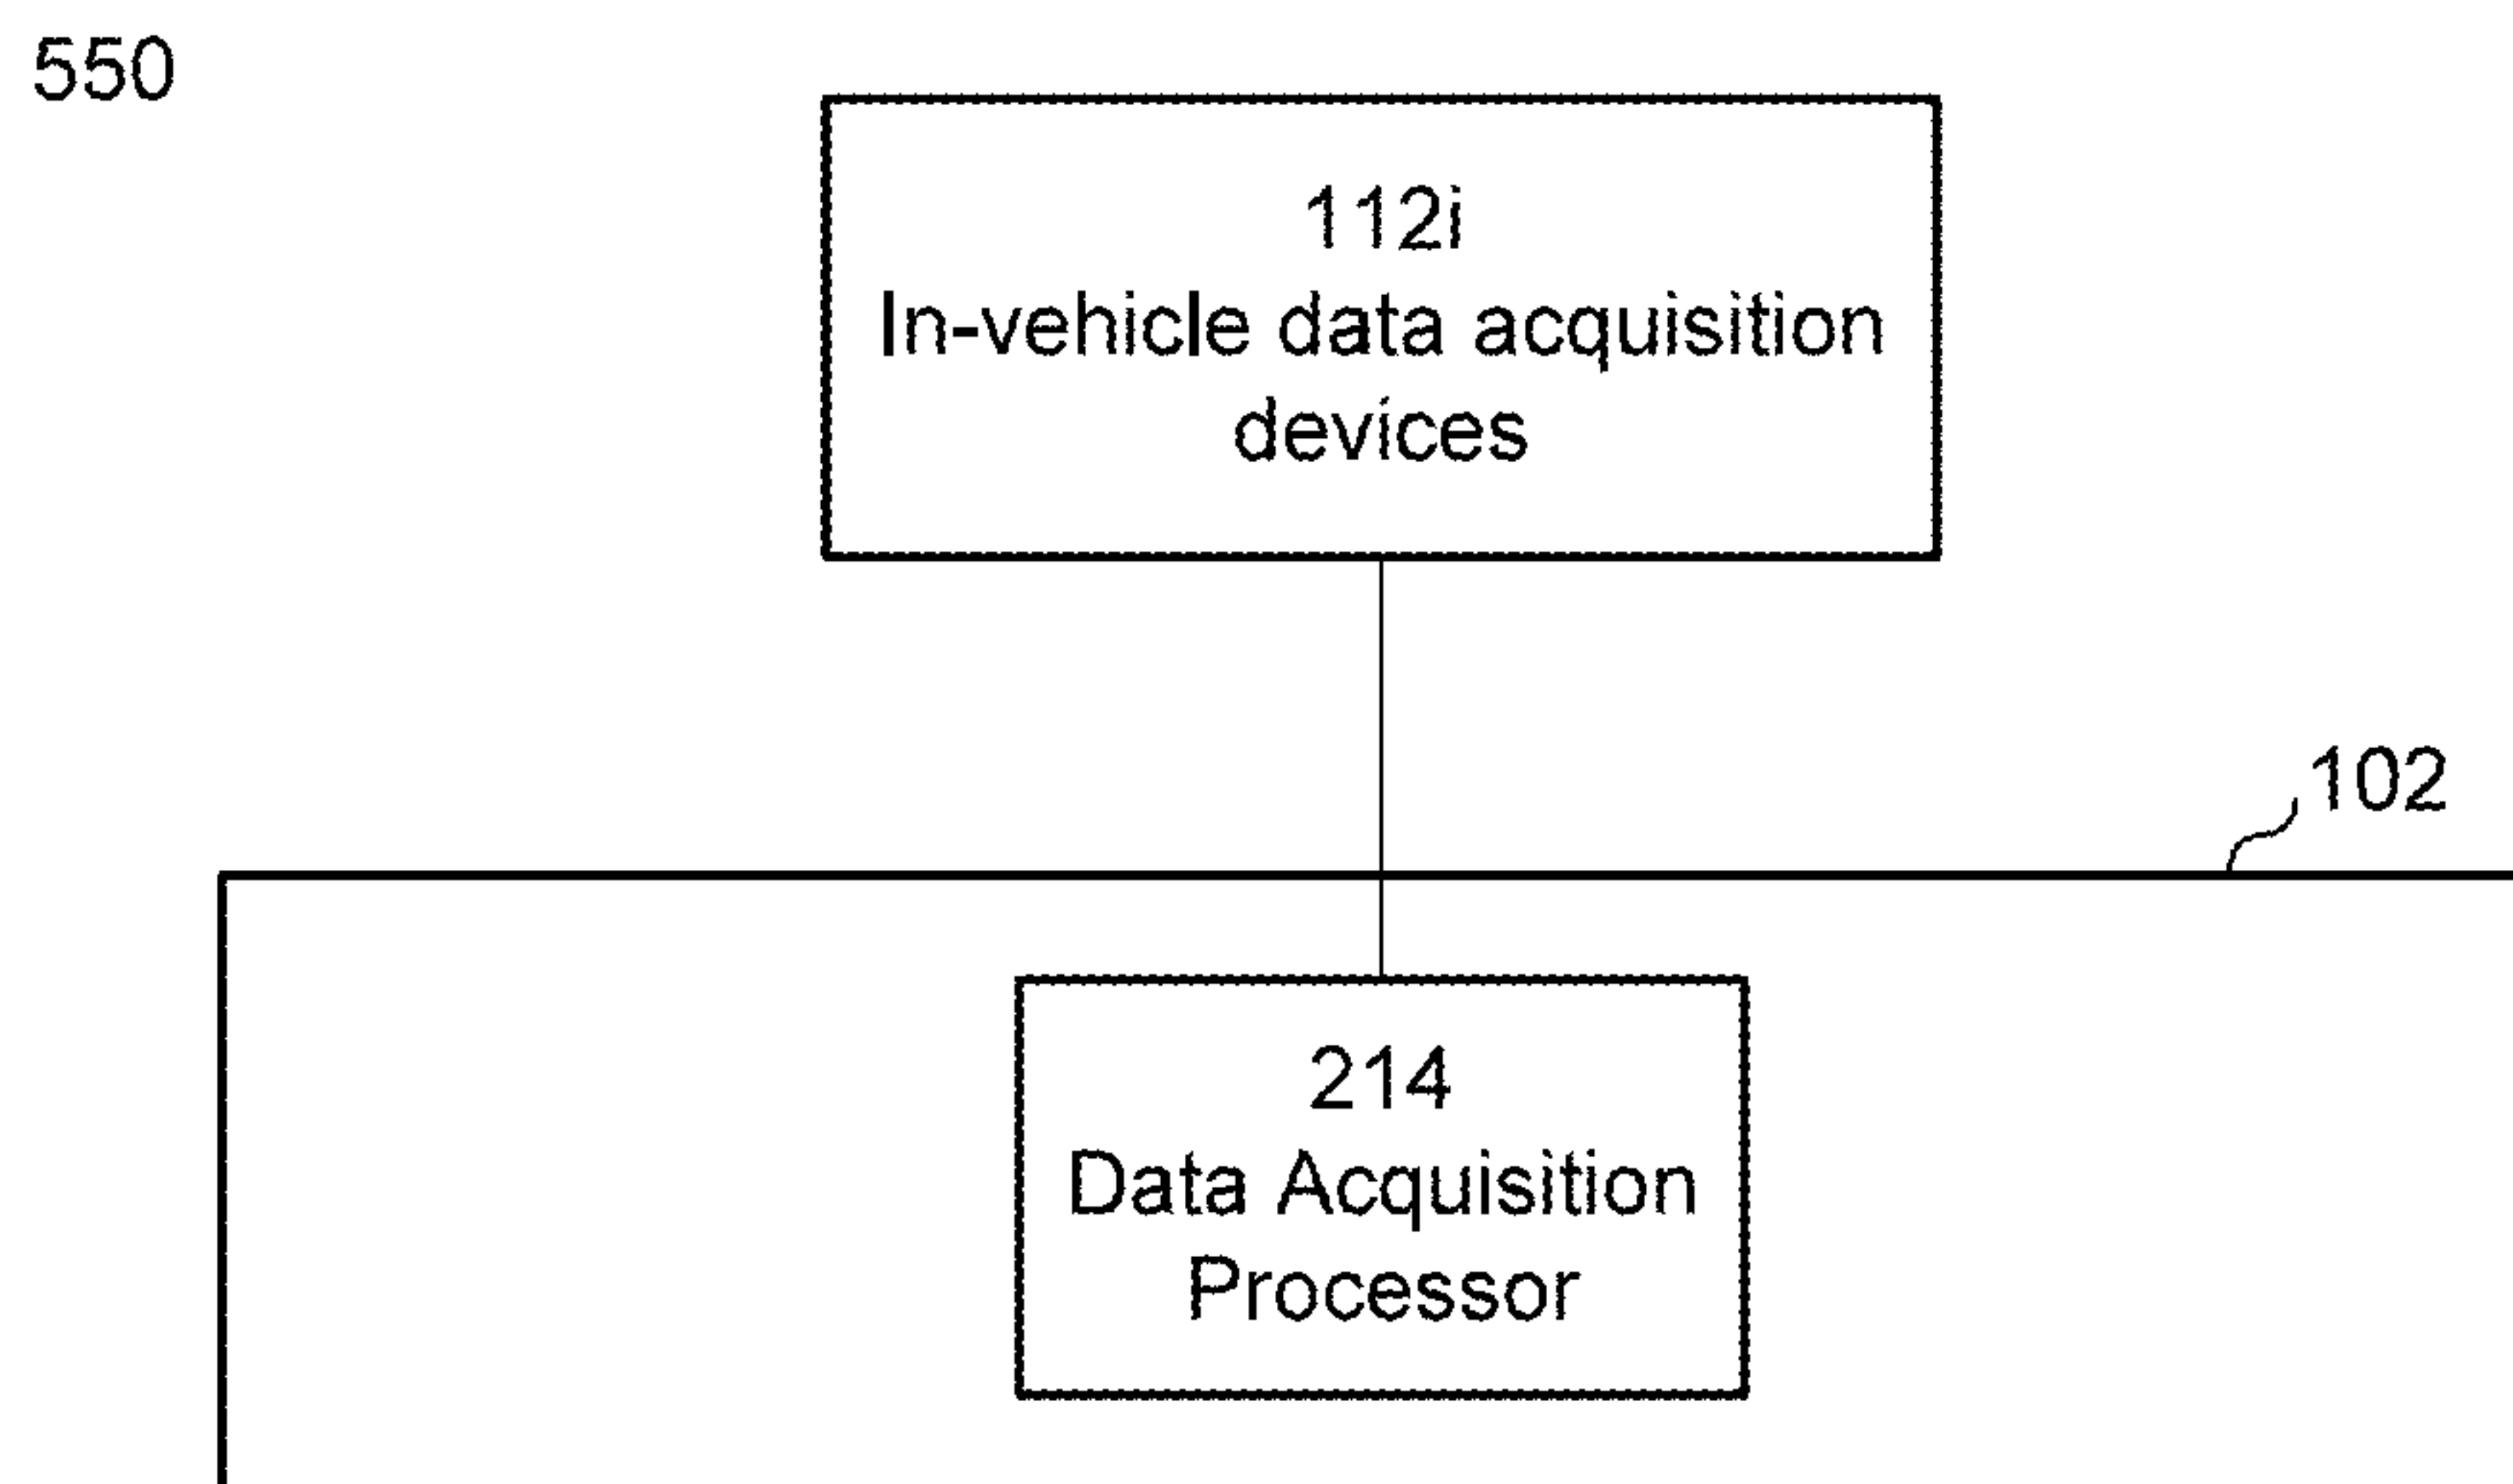 550
112i
In-vehicle data acquisition
devices
102
214
Data Acquisition
Processor